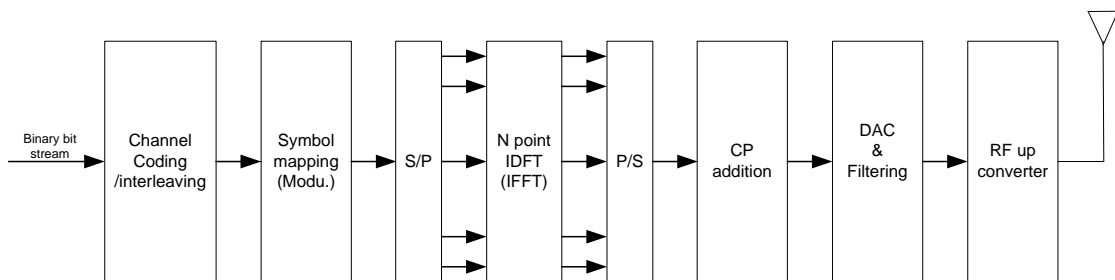 Binary bit
stream
Channel
Coding
/interleaving
Symbol
mapping
(Modu.)
S/P
N point
IDFT
(IFFT)
P/S
CP
addition
DAC
&
Filtering
RF up
converter